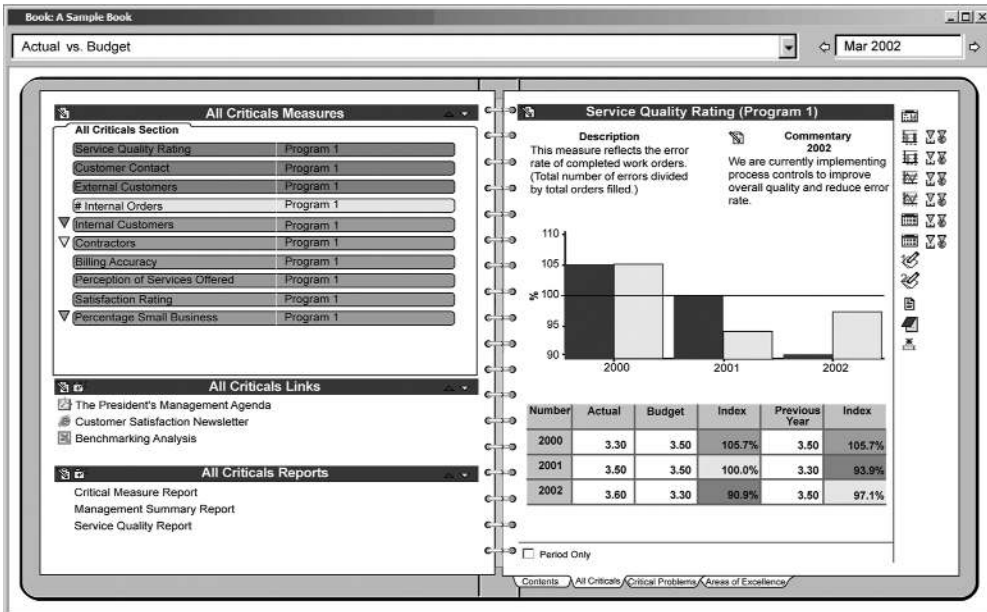 Book: A Sample Book
Actual vs. Budget
Mar 2002
All Criticals Measures
All Criticals Section
Service Quality Rating Program 1
Customer Contact Program 1
External Customers Program 1
# Internal Orders Program 1
Internal Customers Program 1
Contractors Program 1
Billing Accuracy Program 1
Perception of Services Offered Program 1
Satisfaction Rating Program 1
Percentage Small Business Program 1
All Criticals Links
The President's Management Agenda
Customer Satisfaction Newsletter
Benchmarking Analysis
All Criticals Reports
Critical Measure Report
Management Summary Report
Service Quality Report
Service Quality Rating (Program 1)
Description
This measure reflects the error
rate of completed work orders.
(Total number of errors divided
by total orders filled.)
Commentary
2002
We are currently implementing
process controls to improve
overall quality and reduce error
rate.
110
105
% 100
95
90
2000 2001 2002
Number Actual Budget Index Previous Year Index
2000 3.30 3.50 105.7% 3.50 105.7%
2001 3.50 3.50 100.0% 3.30 93.9%
2002 3.60 3.30 90.9% 3.50 97.1%
Period Only
Contents All Criticals Critical Problems Areas of Excellence